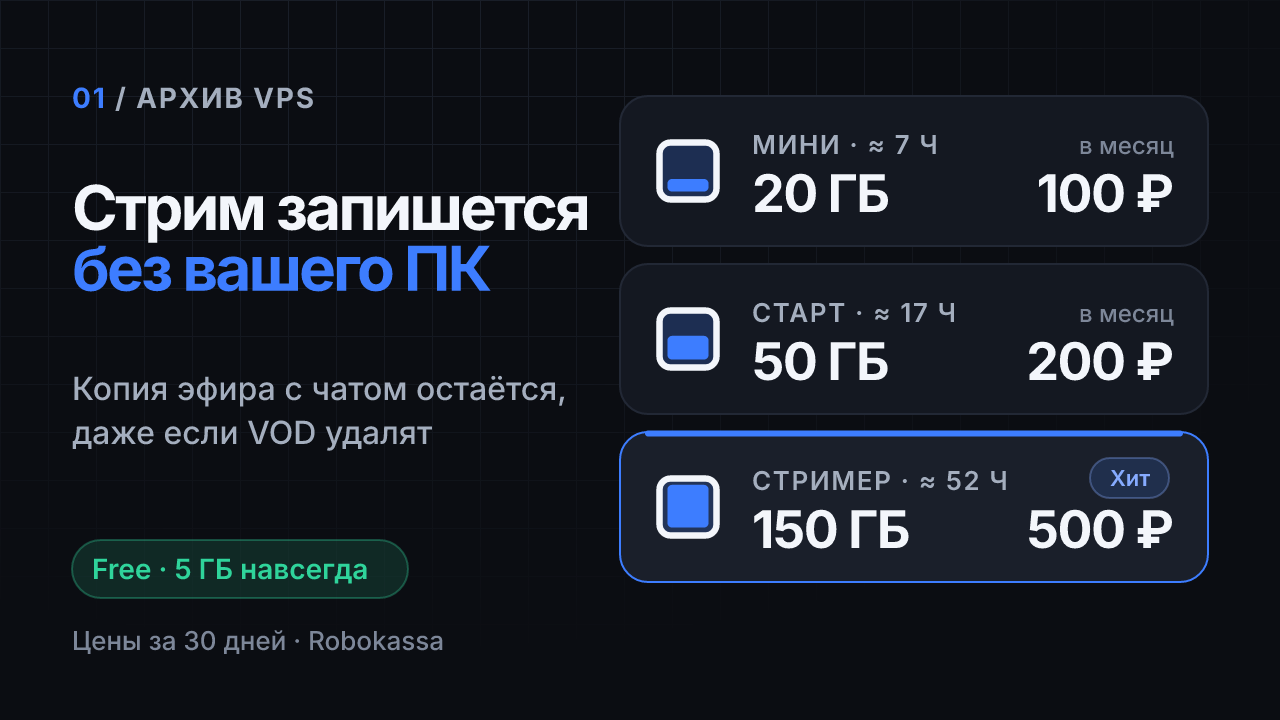 01 / АРХИВ VPS
Стрим запишется
без вашего ПК
Копия эфира с чатом остаётся,
даже если VOD удалят
Free · 5 ГБ навсегда
Цены за 30 дней · Robokassa
МИНИ · ≈ 7 Ч
в месяц
20 ГБ
100 ₽
СТАРТ · ≈ 17 Ч
в месяц
50 ГБ
200 ₽
СТРИМЕР · ≈ 52 Ч
Хит
150 ГБ
500 ₽